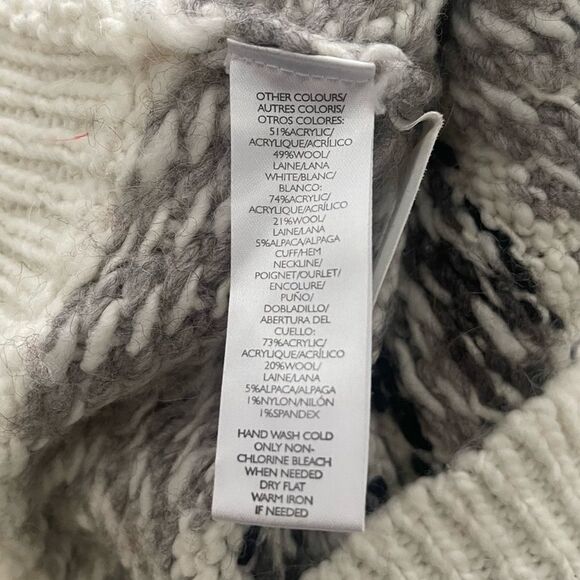 OTHER COLOURS/
AUTRES COLORIS/
OTROS COLORES:
51%ACRYLIC/
ACRYLIQUE/ACRÍLICO
49%WOOL/
LAINE/LANA
WHITE/BLANC/
BLANCO:
74%ACRYLIC/
ACRYLIQUE/ACRÍLICO
21%WOOL/
LAINE/LANA
5%ALPACA/ALPAGA
CUFF/HEM
NECKLINE/
POIGNET/OURLET/
ENCOLURE/
PUÑO/
DOBLADILLO/
ABERTURA DEL
CUELLO:
73%ACRYLIC/
ACRYLIQUE/ACRÍLICO
20%WOOL/
LAINE/LANA
5%ALPACA/ALPAGA
1%NYLON/NILÓN
1%SPANDEX
HAND WASH COLD
ONLY NON-
CHLORINE BLEACH
WHEN NEEDED
DRY FLAT
WARM IRON
IF NEEDED